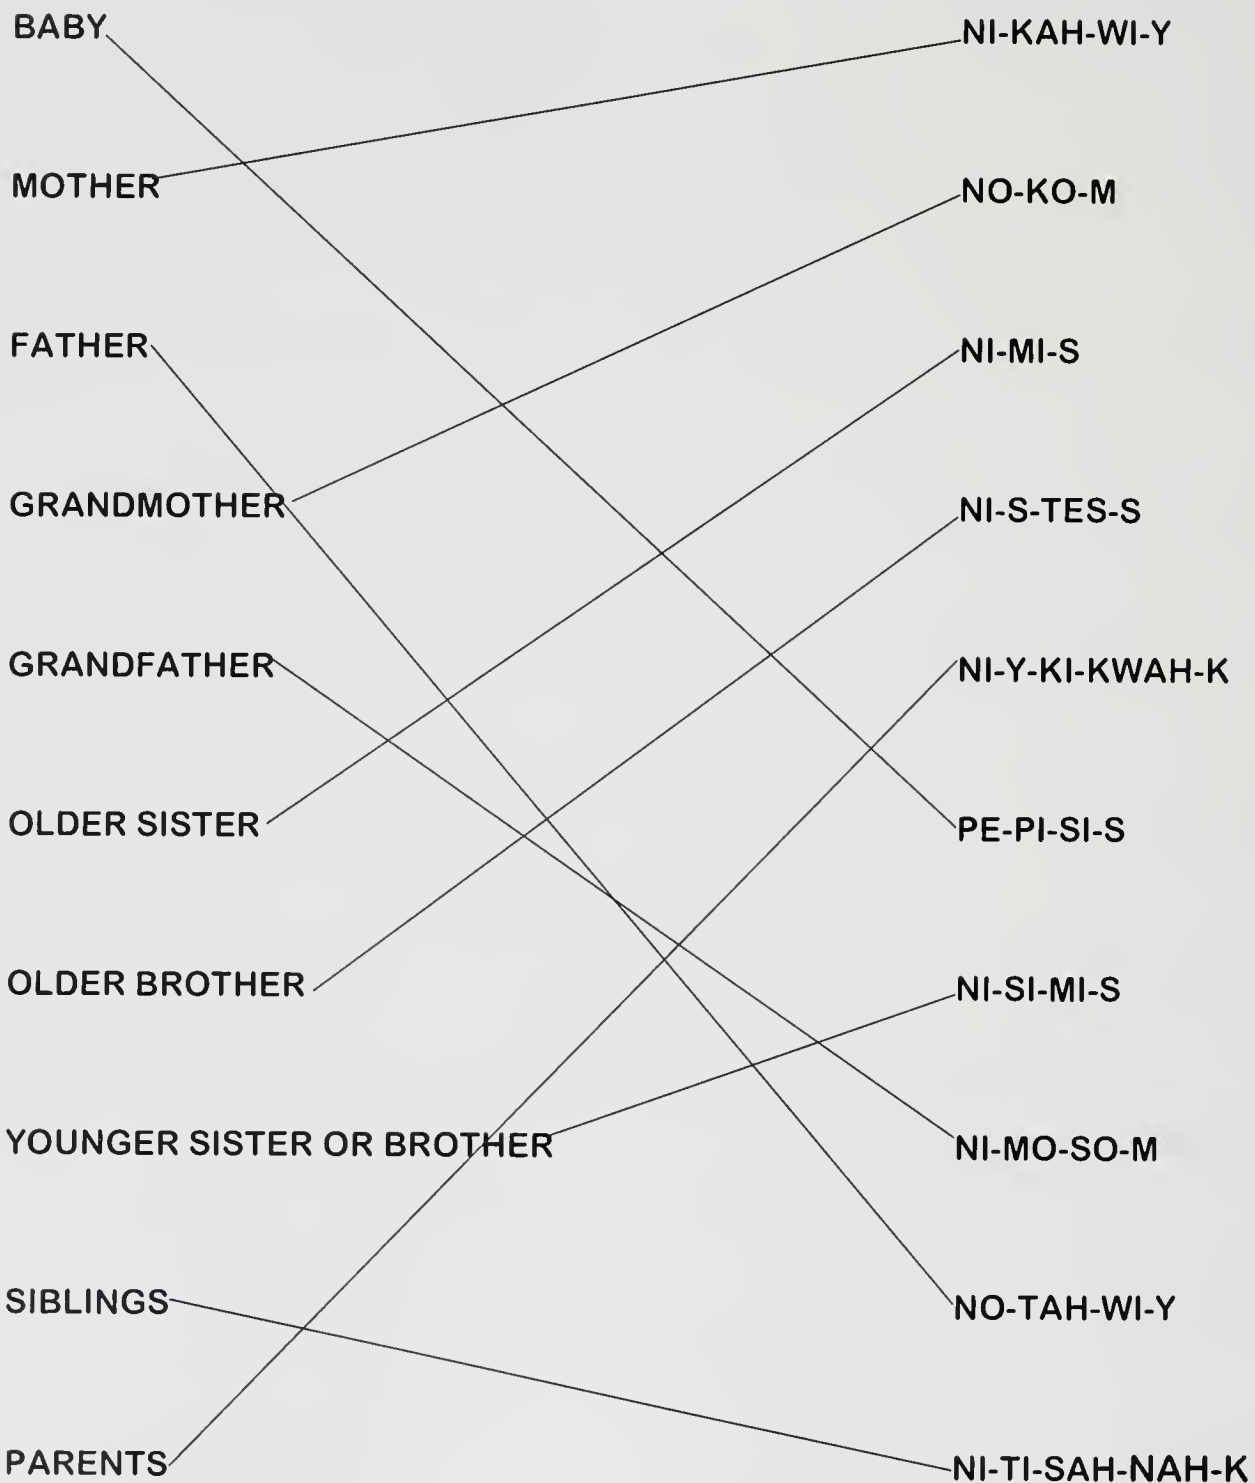 BABY NI-KAH-WI-Y
MOTHER NO-KO-M
FATHER NI-MI-S
GRANDMOTHER NI-S-TES-S
GRANDFATHER NI-Y-KI-KWAH-K
OLDER SISTER PE-PI-SI-S
OLDER BROTHER NI-SI-MI-S
YOUNGER SISTER OR BROTHER NI-MO-SO-M
SIBLINGS NO-TAH-WI-Y
PARENTS NI-TI-SAH-NAH-K